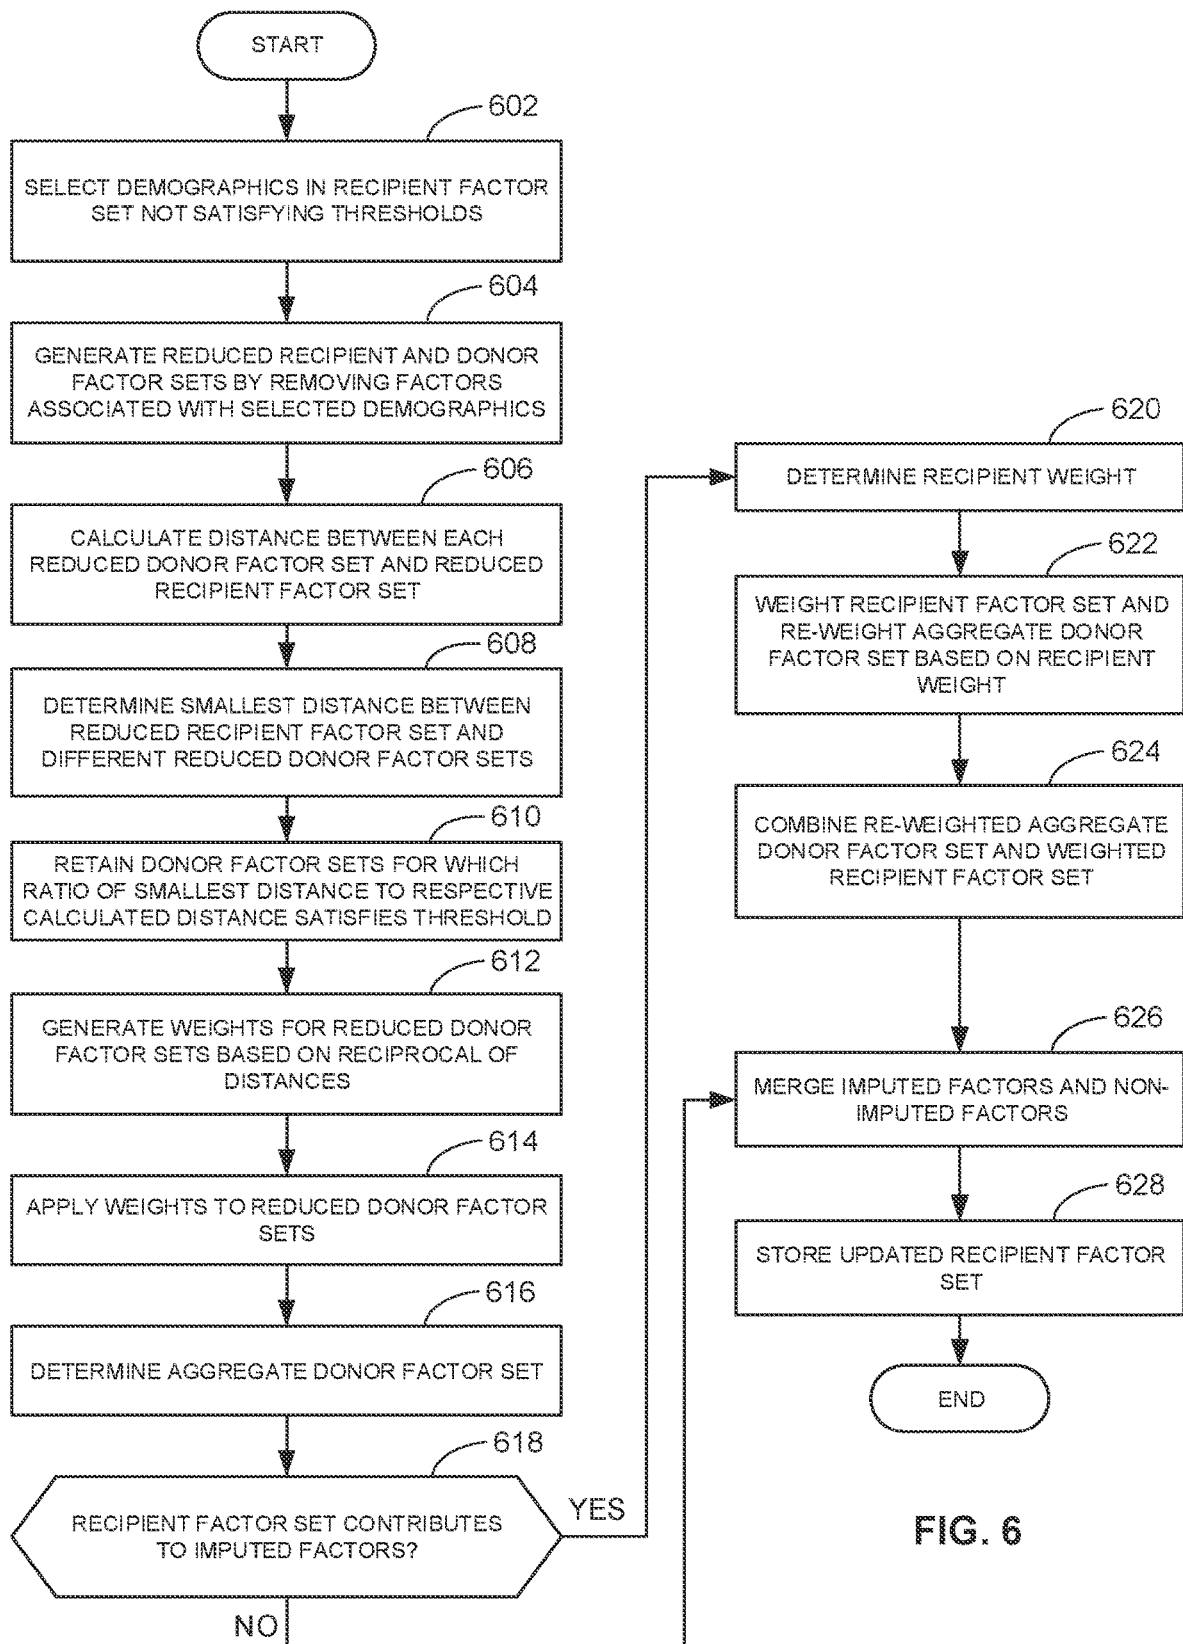 START
602
SELECT DEMOGRAPHICS IN RECIPIENT FACTOR
SET NOT SATISFYING THRESHOLDS
604
GENERATE REDUCED RECIPIENT AND DONOR
FACTOR SETS BY REMOVING FACTORS
ASSOCIATED WITH SELECTED DEMOGRAPHICS
606
CALCULATE DISTANCE BETWEEN EACH
REDUCED DONOR FACTOR SET AND REDUCED
RECIPIENT FACTOR SET
608
DETERMINE SMALLEST DISTANCE BETWEEN
REDUCED RECIPIENT FACTOR SET AND
DIFFERENT REDUCED DONOR FACTOR SETS
610
RETAIN DONOR FACTOR SETS FOR WHICH
RATIO OF SMALLEST DISTANCE TO RESPECTIVE
CALCULATED DISTANCE SATISFIES THRESHOLD
612
GENERATE WEIGHTS FOR REDUCED DONOR
FACTOR SETS BASED ON RECIPROCAL OF
DISTANCES
614
APPLY WEIGHTS TO REDUCED DONOR FACTOR
SETS
616
DETERMINE AGGREGATE DONOR FACTOR SET
618
RECIPIENT FACTOR SET CONTRIBUTES
TO IMPUTED FACTORS?
YES
NO
620
DETERMINE RECIPIENT WEIGHT
622
WEIGHT RECIPIENT FACTOR SET AND
RE-WEIGHT AGGREGATE DONOR
FACTOR SET BASED ON RECIPIENT
WEIGHT
624
COMBINE RE-WEIGHTED AGGREGATE
DONOR FACTOR SET AND WEIGHTED
RECIPIENT FACTOR SET
626
MERGE IMPUTED FACTORS AND NON-
IMPUTED FACTORS
628
STORE UPDATED RECIPIENT FACTOR
SET
END
FIG. 6